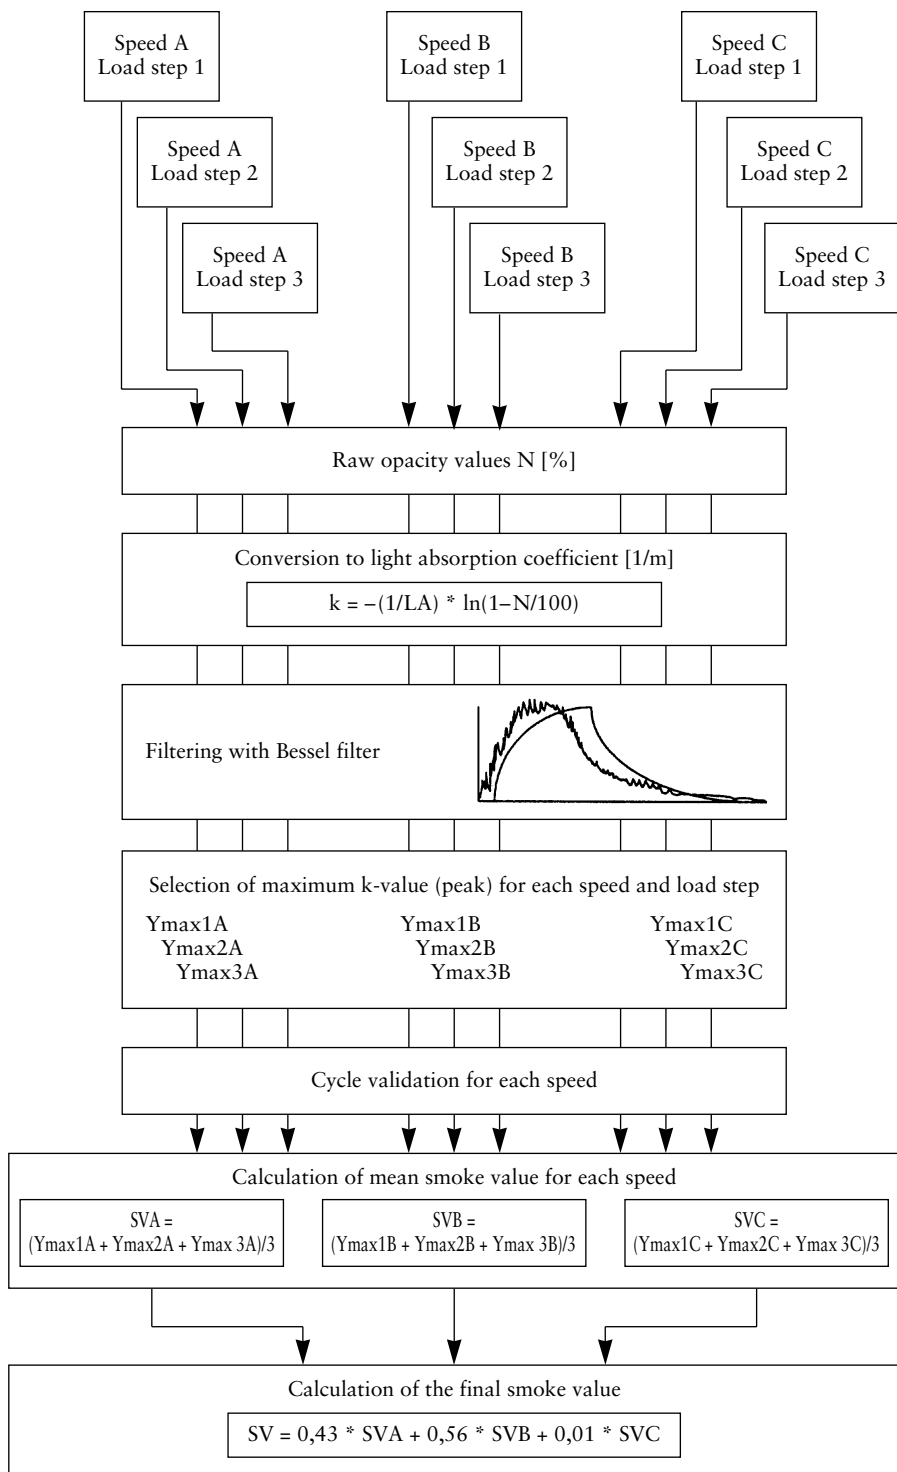 Speed A
Load step 1
Speed B
Load step 1
Speed C
Load step 1
Speed A
Load step 2
Speed B
Load step 2
Speed C
Load step 2
Speed A
Load step 3
Speed B
Load step 3
Speed C
Load step 3
Raw opacity values N [%]
Conversion to light absorption coefficient [1/m]
k = −(1/LA) * ln(1−N/100)
Filtering with Bessel filter
Selection of maximum k-value (peak) for each speed and load step
Ymax1A
Ymax2A
Ymax3A
Ymax1B
Ymax2B
Ymax3B
Ymax1C
Ymax2C
Ymax3C
Cycle validation for each speed
Calculation of mean smoke value for each speed
SVA =
(Ymax1A + Ymax2A + Ymax 3A)/3
SVB =
(Ymax1B + Ymax2B + Ymax 3B)/3
SVC =
(Ymax1C + Ymax2C + Ymax 3C)/3
Calculation of the final smoke value
SV = 0,43 * SVA + 0,56 * SVB + 0,01 * SVC